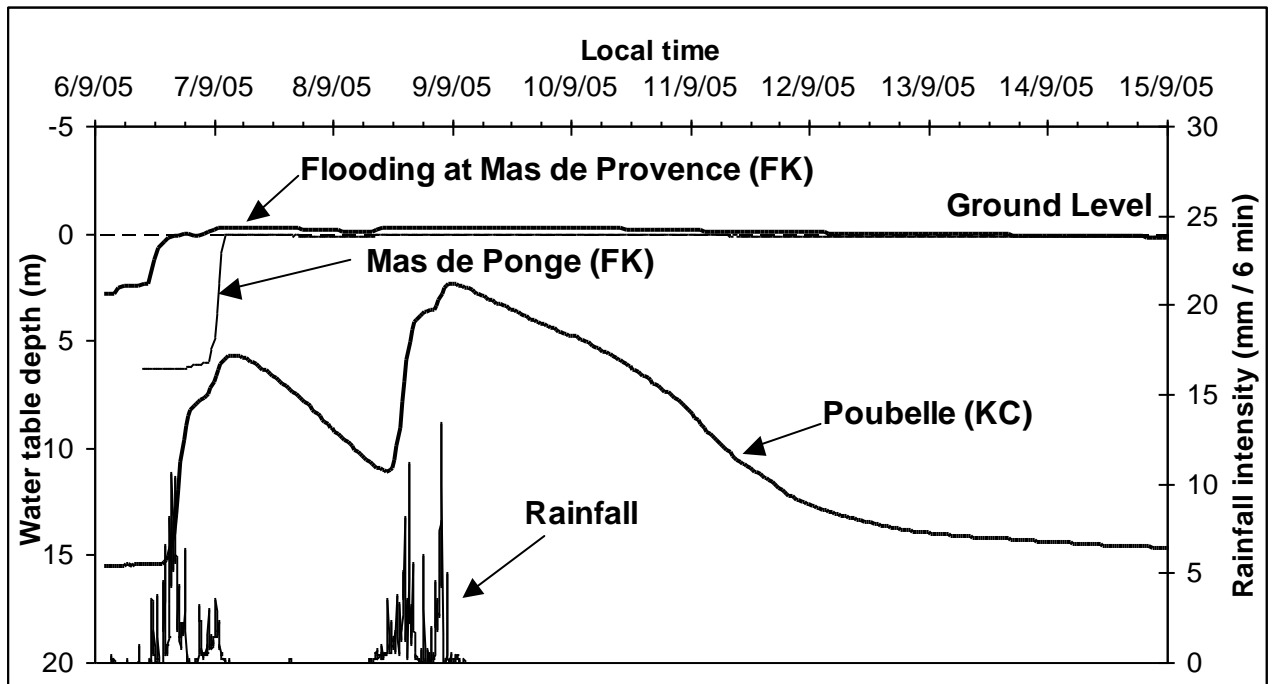 Local time
6/9/05 7/9/05 8/9/05 9/9/05 10/9/05 11/9/05 12/9/05 13/9/05 14/9/05 15/9/05
-5
0
5
10
15
20
Water table depth (m)
Flooding at Mas de Provence (FK)
Ground Level
Mas de Ponge (FK)
Poubelle (KC)
Rainfall
30
25
20
15
10
5
0
Rainfall intensity (mm / 6 min)